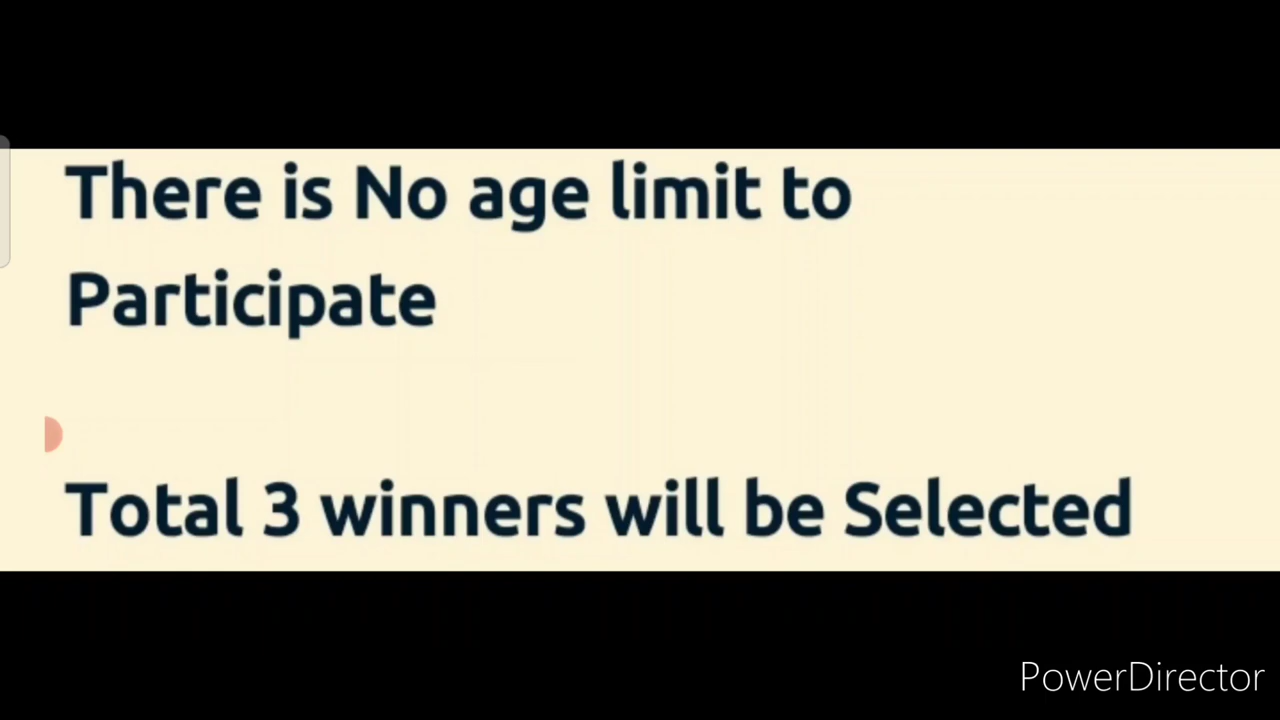 There is No age limit to
Participate
Total 3 winners will be Selected
PowerDirector